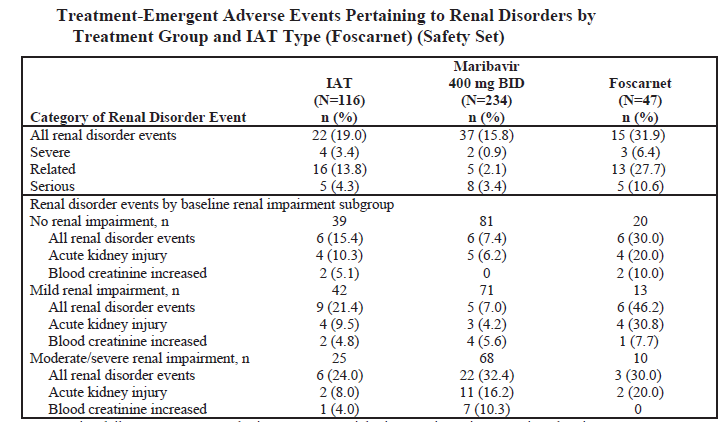 Treatment-Emergent Adverse Events Pertaining to Renal Disorders by
Treatment Group and IAT Type (Foscarnet) (Safety Set)
Maribavir
IAT 400 mg BID Foscarnet
(N=116) (N=234) (N=47)
Category of Renal Disorder Event n (%) n (%) n (%)
All renal disorder events 22 (19.0) 37 (15.8) 15 (31.9)
Severe 4 (3.4) 2 (0.9) 3 (6.4)
Related 16 (13.8) 5 (2.1) 13 (27.7)
Serious 5 (4.3) 8 (3.4) 5 (10.6)
Renal disorder events by baseline renal impairment subgroup
No renal impairment, n 39 81 20
All renal disorder events 6 (15.4) 6 (7.4) 6 (30.0)
Acute kidney injury 4 (10.3) 5 (6.2) 4 (20.0)
Blood creatinine increased 2 (5.1) 0 2 (10.0)
Mild renal impairment, n 42 71 13
All renal disorder events 9 (21.4) 5 (7.0) 6 (46.2)
Acute kidney injury 4 (9.5) 3 (4.2) 4 (30.8)
Blood creatinine increased 2 (4.8) 4 (5.6) 1 (7.7)
Moderate/severe renal impairment, n 25 68 10
All renal disorder events 6 (24.0) 22 (32.4) 3 (30.0)
Acute kidney injury 2 (8.0) 11 (16.2) 2 (20.0)
Blood creatinine increased 1 (4.0) 7 (10.3) 0